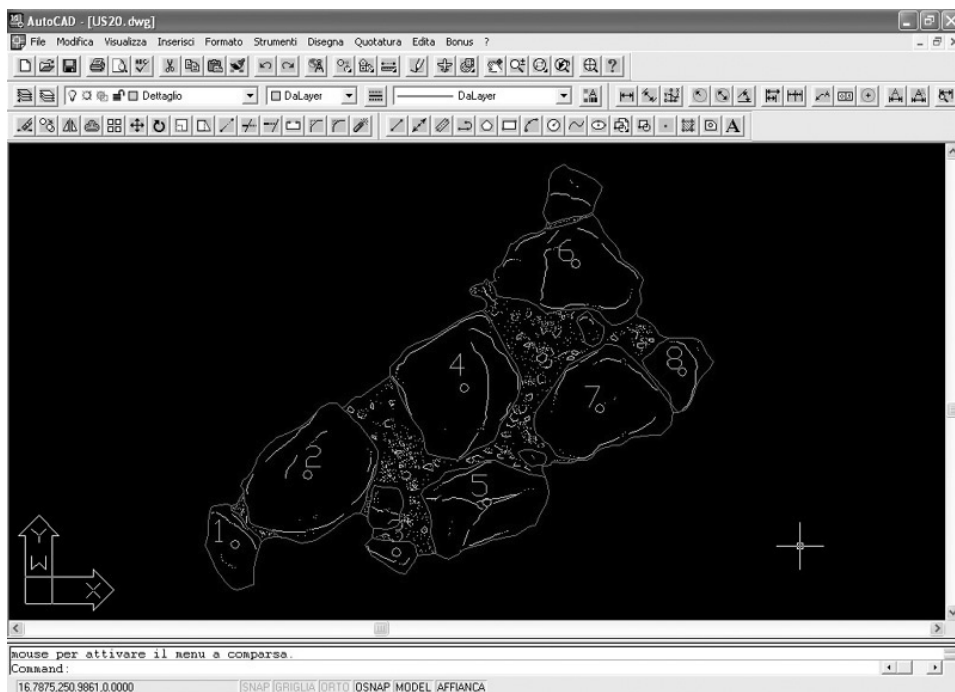 AutoCAD - [US20.dwg]
File Modifica Visualizza Inserisci Formato Strumenti Disegna Quotatura Edita Bonus ?
Dettaglio DaLayer DaLayer
A
6
8
4
7
2
5
1
3
Y
W
X
mouse per attivare il menu a comparsa.
Command:
16.7875,250.9861,0.0000 SNAP GRIGLIA ORTO OSNAP MODEL AFFIANCA